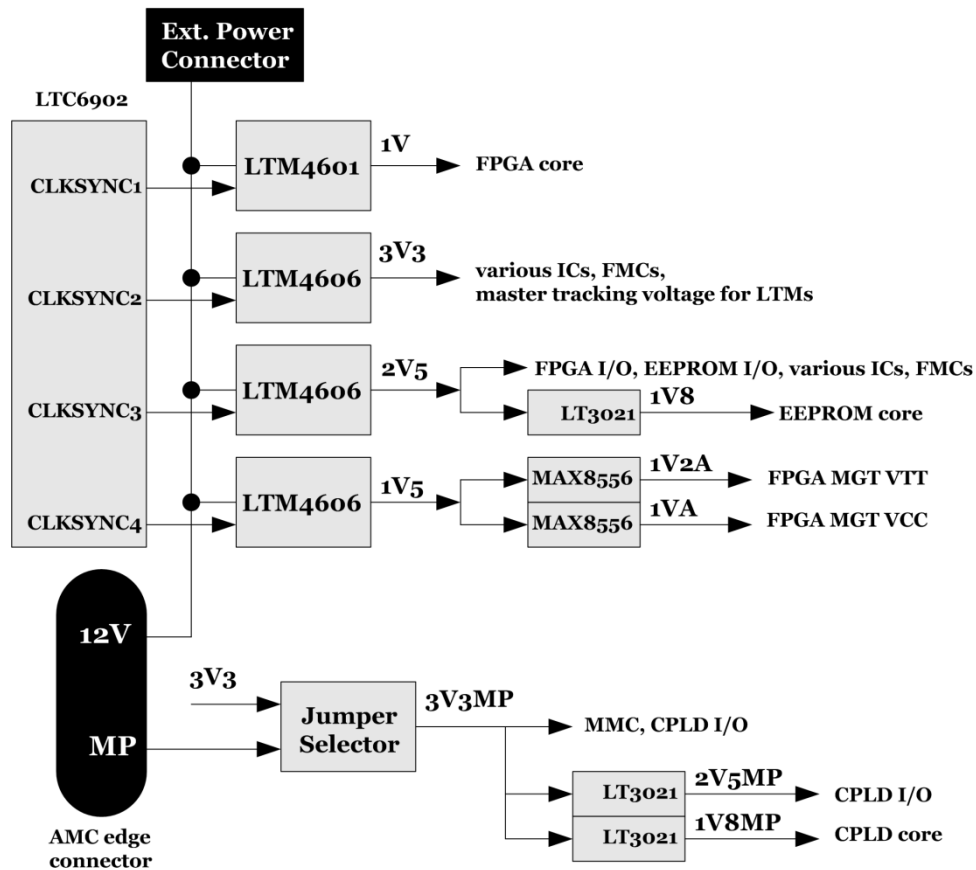 Ext. Power
Connector
LTC6902
CLKSYNC1
LTM4601
1V
FPGA core
CLKSYNC2
LTM4606
3V3
various ICs, FMCs,
master tracking voltage for LTMs
CLKSYNC3
LTM4606
2V5
FPGA I/O, EEPROM I/O, various ICs, FMCs
LT3021
1V8
EEPROM core
CLKSYNC4
LTM4606
1V5
MAX8556
1V2A
FPGA MGT VTT
MAX8556
1VA
FPGA MGT VCC
12V
MP
AMC edge
connector
3V3
Jumper
Selector
3V3MP
MMC, CPLD I/O
LT3021
2V5MP
CPLD I/O
LT3021
1V8MP
CPLD core